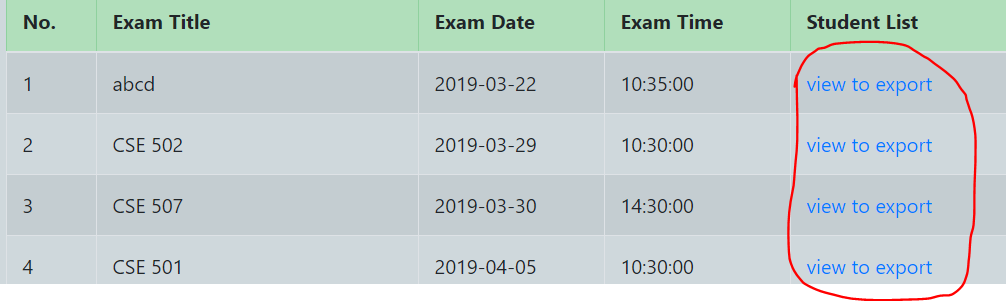 No. Exam Title Exam Date Exam Time Student List
1 abcd 2019-03-22 10:35:00 view to export
2 CSE 502 2019-03-29 10:30:00 view to export
3 CSE 507 2019-03-30 14:30:00 view to export
4 CSE 501 2019-04-05 10:30:00 view to export